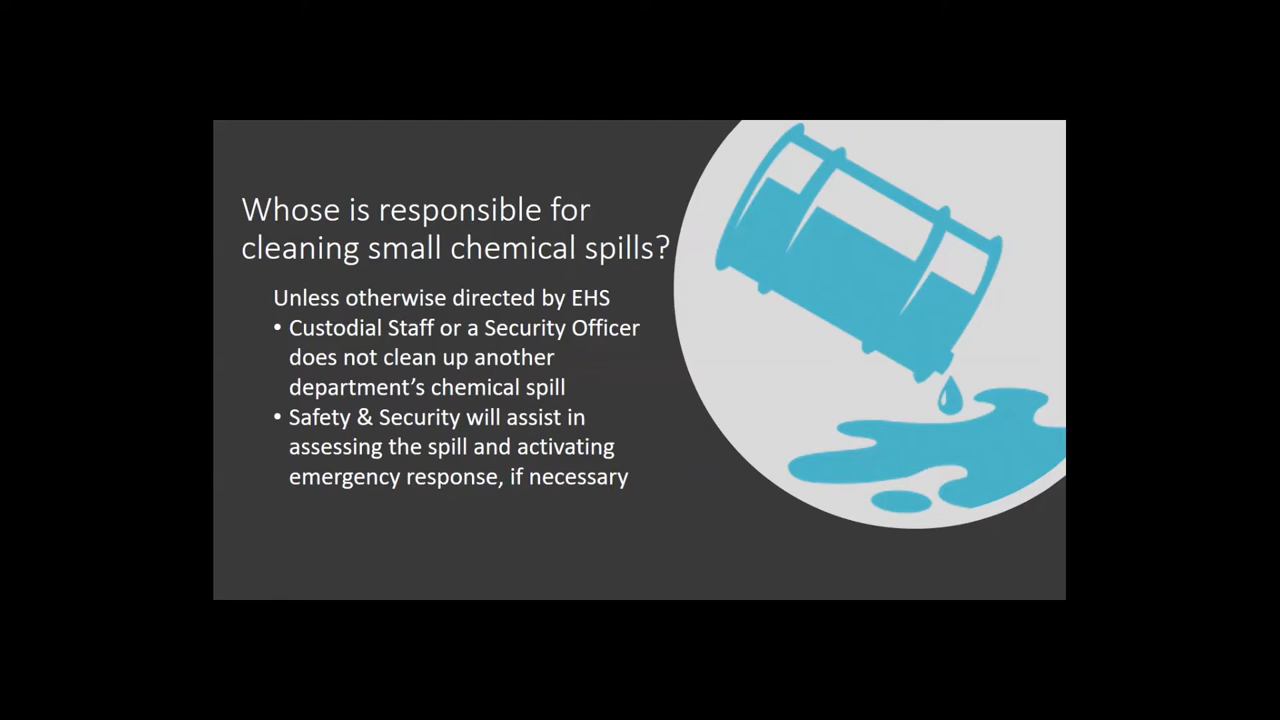 Whose is responsible for
cleaning small chemical spills?
Unless otherwise directed by EHS
• Custodial Staff or a Security Officer
does not clean up another
department’s chemical spill
• Safety & Security will assist in
assessing the spill and activating
emergency response, if necessary